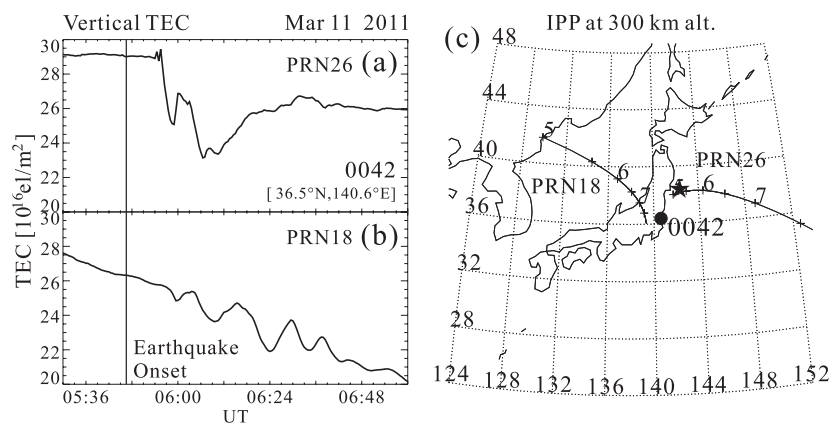 Vertical TEC Mar 11 2011
30
28
26
24
22
20
PRN26 (a)
0042
[ 36.5°N,140.6°E]
TEC [10¹⁶el/m²]
30
28
26
24
22
20
PRN18 (b)
Earthquake
Onset
05:36 06:00 06:24 06:48
UT
(c) IPP at 300 km alt.
48
44
40
36
32
28
5
6
7
PRN18
PRN26
5 6 7
0042
124 128 132 136 140 144 148 152